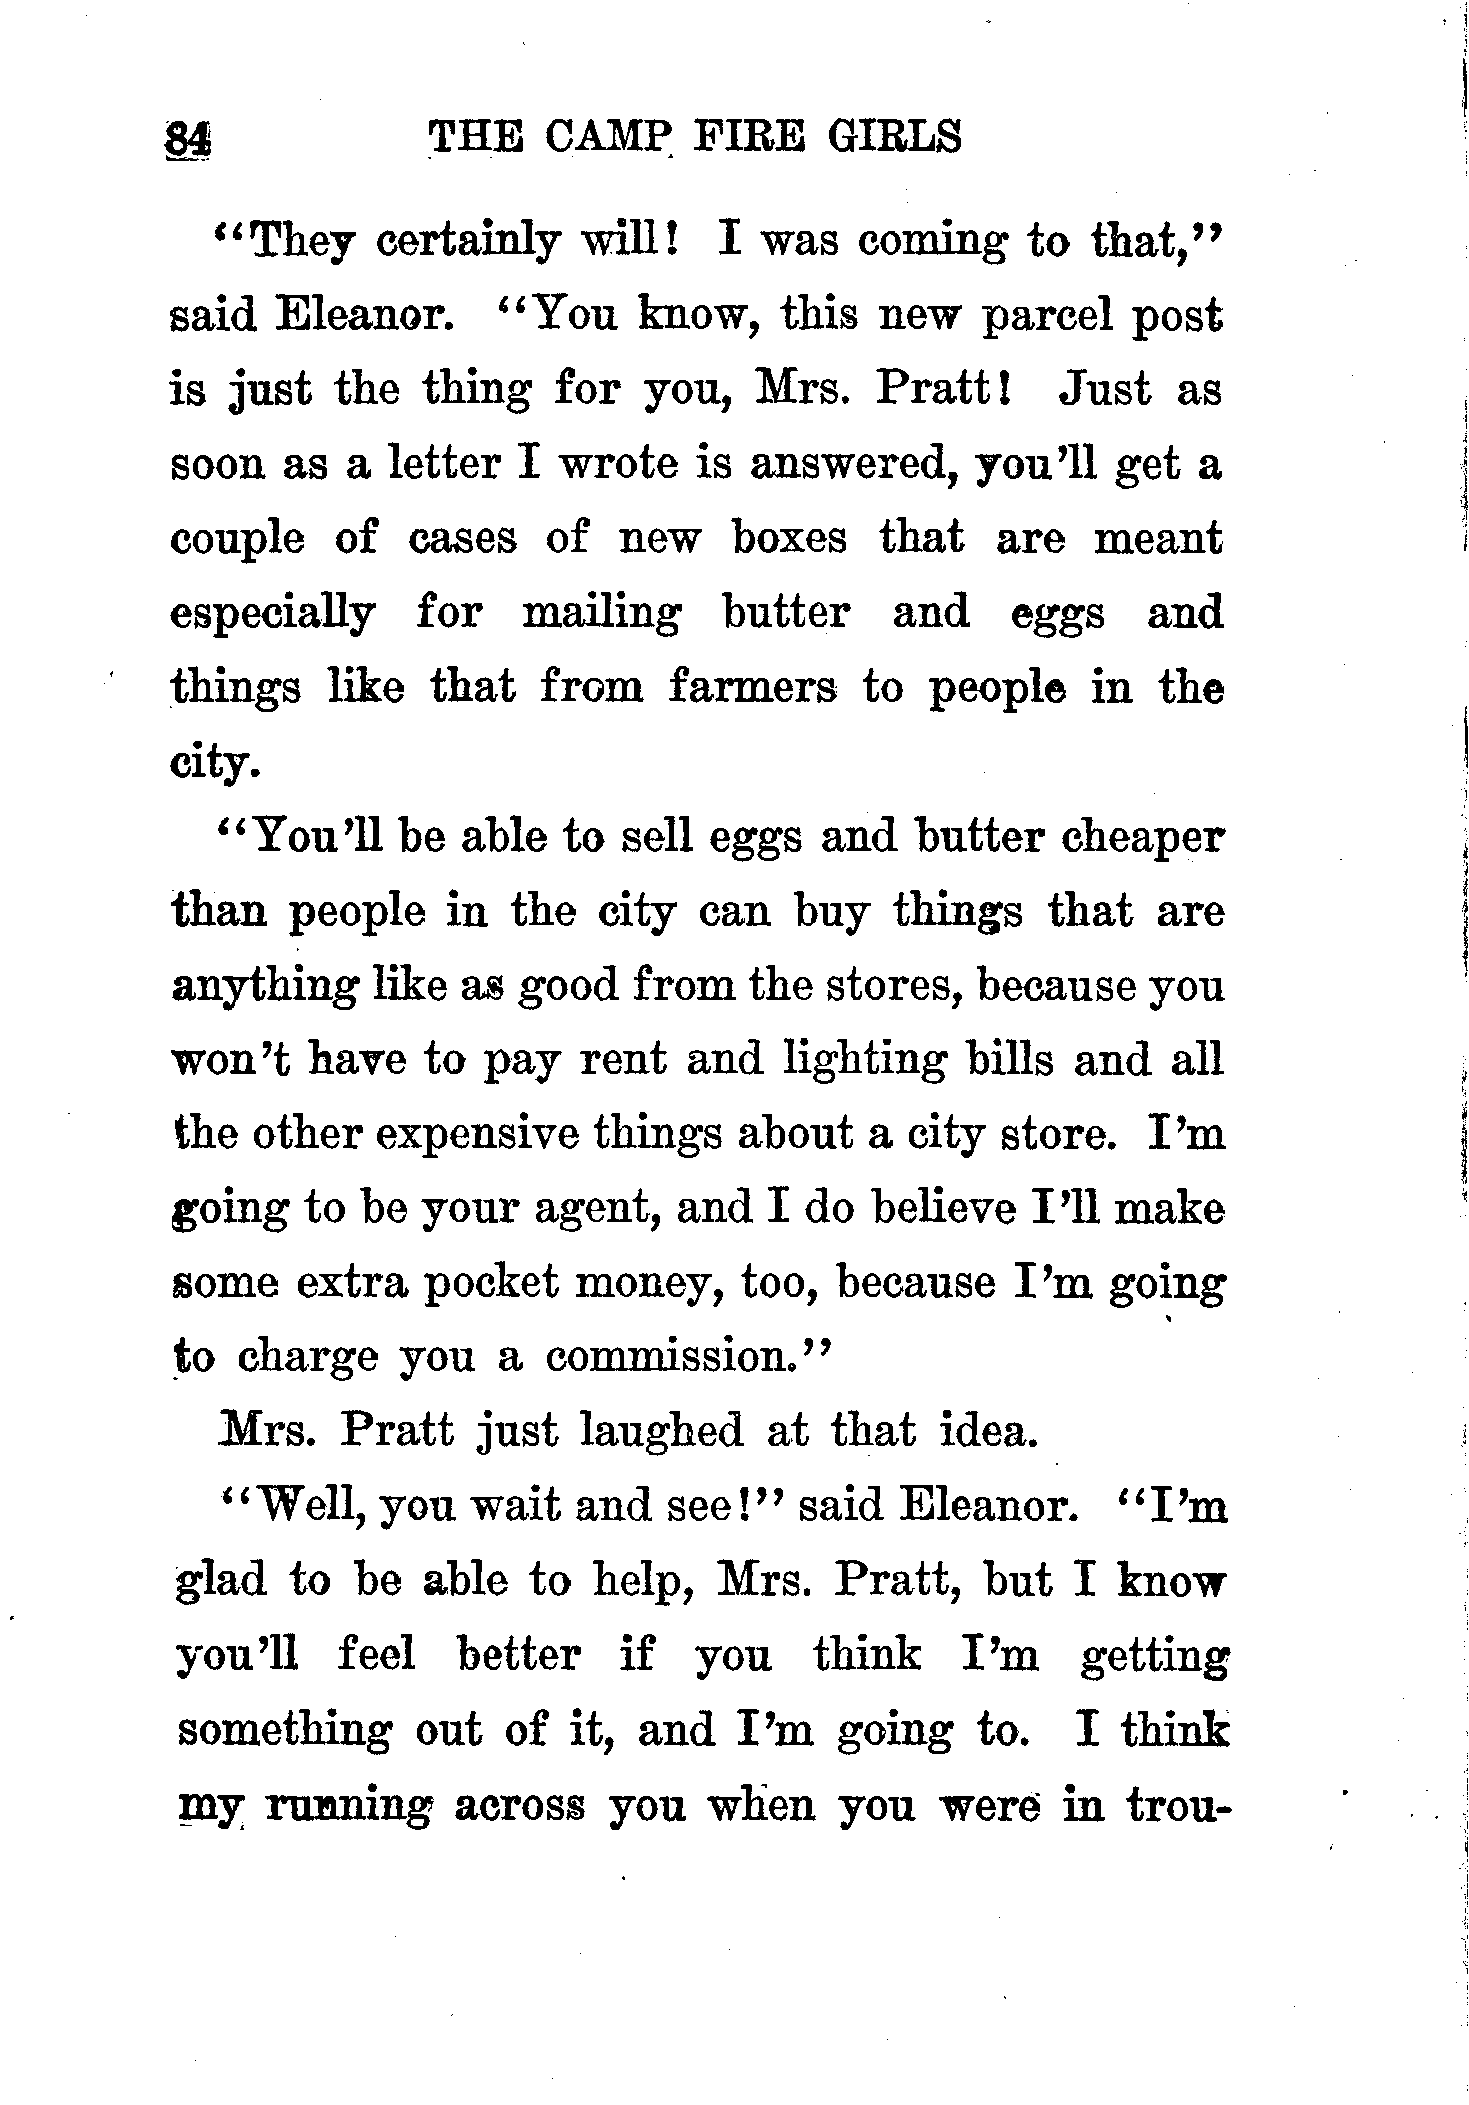 84 THE CAMP FIRE GIRLS
"They certainly will! I was coming to that,"
said Eleanor. "You know, this new parcel post
is just the thing for you, Mrs. Pratt! Just as
soon as a letter I wrote is answered, you'll get a
couple of cases of new boxes that are meant
especially for mailing butter and eggs and
things like that from farmers to people in the
city.
"You'll be able to sell eggs and butter cheaper
than people in the city can buy things that are
anything like as good from the stores, because you
won't have to pay rent and lighting bills and all
the other expensive things about a city store. I'm
going to be your agent, and I do believe I'll make
some extra pocket money, too, because I'm going
to charge you a commission."
Mrs. Pratt just laughed at that idea.
"Well, you wait and see!" said Eleanor. "I'm
glad to be able to help, Mrs. Pratt, but I know
you'll feel better if you think I'm getting
something out of it, and I'm going to. I think
my running across you when you were in trou-